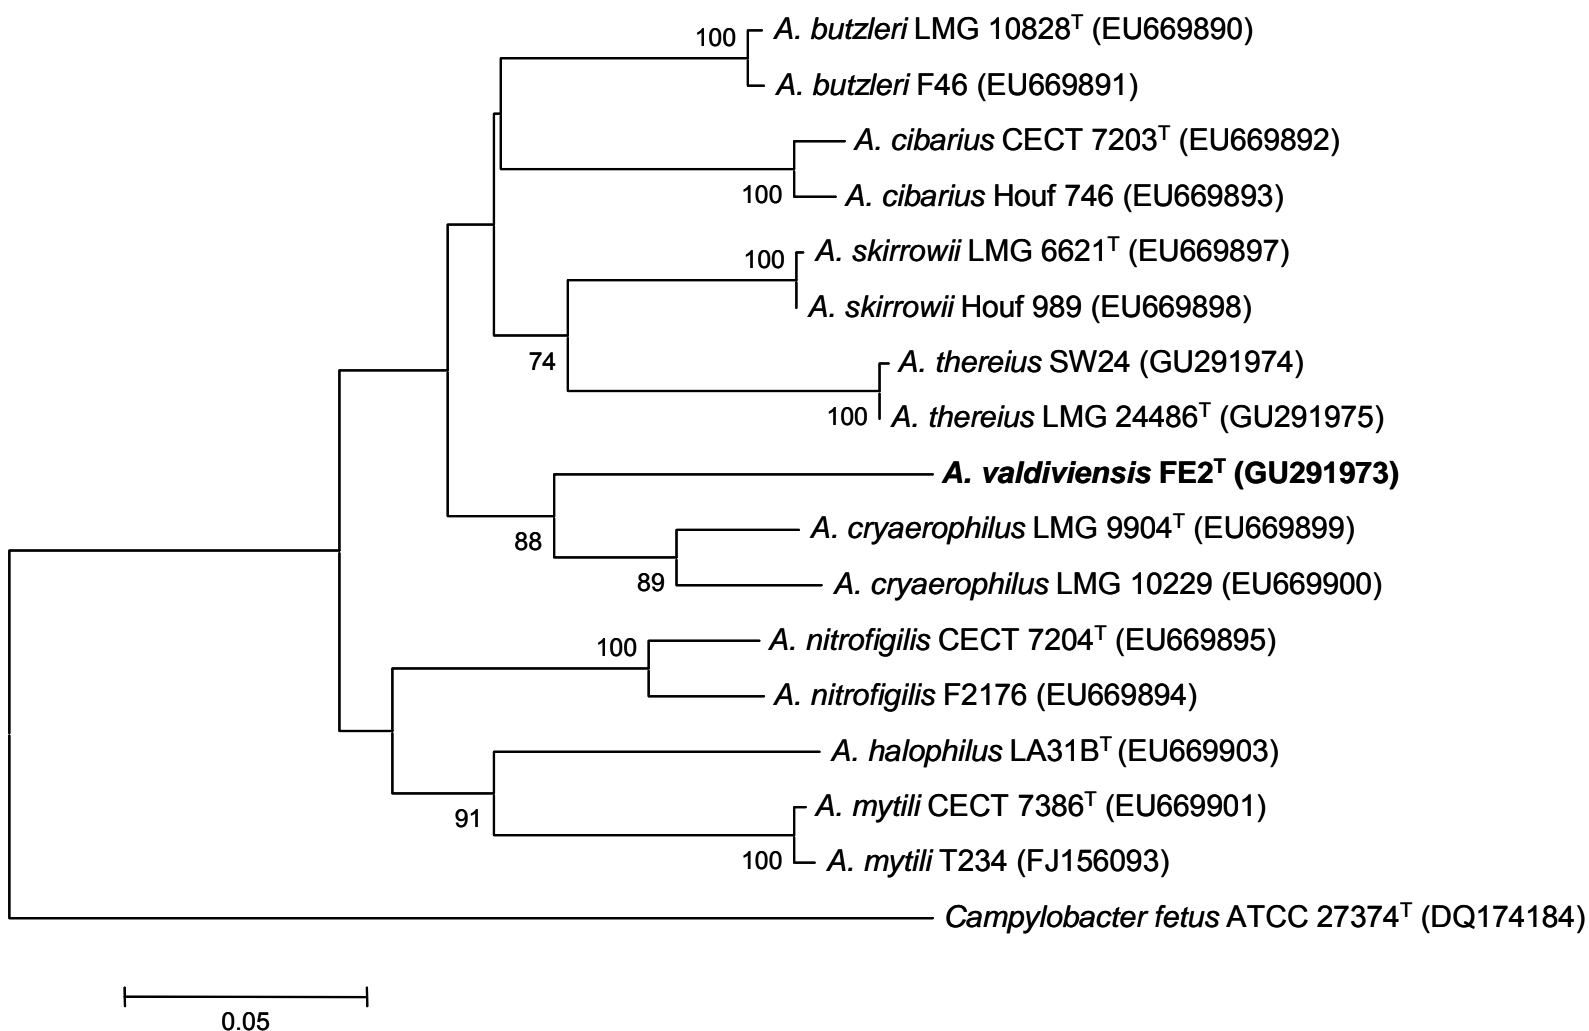 100
A. butzleri LMG 10828ᵀ (EU669890)
A. butzleri F46 (EU669891)
A. cibarius CECT 7203ᵀ (EU669892)
100
A. cibarius Houf 746 (EU669893)
100
A. skirrowii LMG 6621ᵀ (EU669897)
A. skirrowii Houf 989 (EU669898)
74
A. thereius SW24 (GU291974)
100
A. thereius LMG 24486ᵀ (GU291975)
A. valdiviensis FE2ᵀ (GU291973)
88
A. cryaerophilus LMG 9904ᵀ (EU669899)
89
A. cryaerophilus LMG 10229 (EU669900)
100
A. nitrofigilis CECT 7204ᵀ (EU669895)
A. nitrofigilis F2176 (EU669894)
A. halophilus LA31Bᵀ (EU669903)
91
A. mytili CECT 7386ᵀ (EU669901)
100
A. mytili T234 (FJ156093)
Campylobacter fetus ATCC 27374ᵀ (DQ174184)
0.05